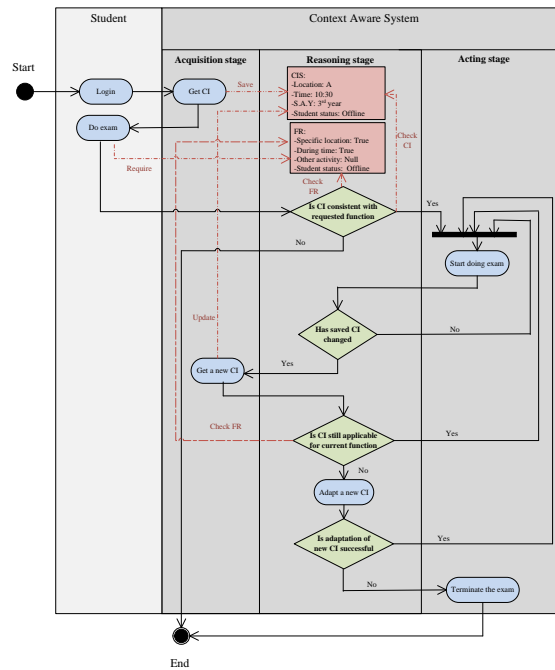 Student
Context Aware System
Acquisition stage
Reasoning stage
Acting stage
Start
Login
Get CI
Save
CIS:
-Location: A
-Time: 10:30
-S.A.Y: 3rd year
-Student status: Offline
Do exam
Check
CI
FR:
-Specific location: True
-During time: True
-Other activity: Null
-Student status: Offline
Require
Check
FR
Is CI consistent with
requested function
Yes
No
Start doing exam
Update
Has saved CI
changed
No
Yes
Get a new CI
Check FR
Is CI still applicable
for current function
Yes
No
Adapt a new CI
Is adaptation of
new CI successful
Yes
No
Terminate the exam
End